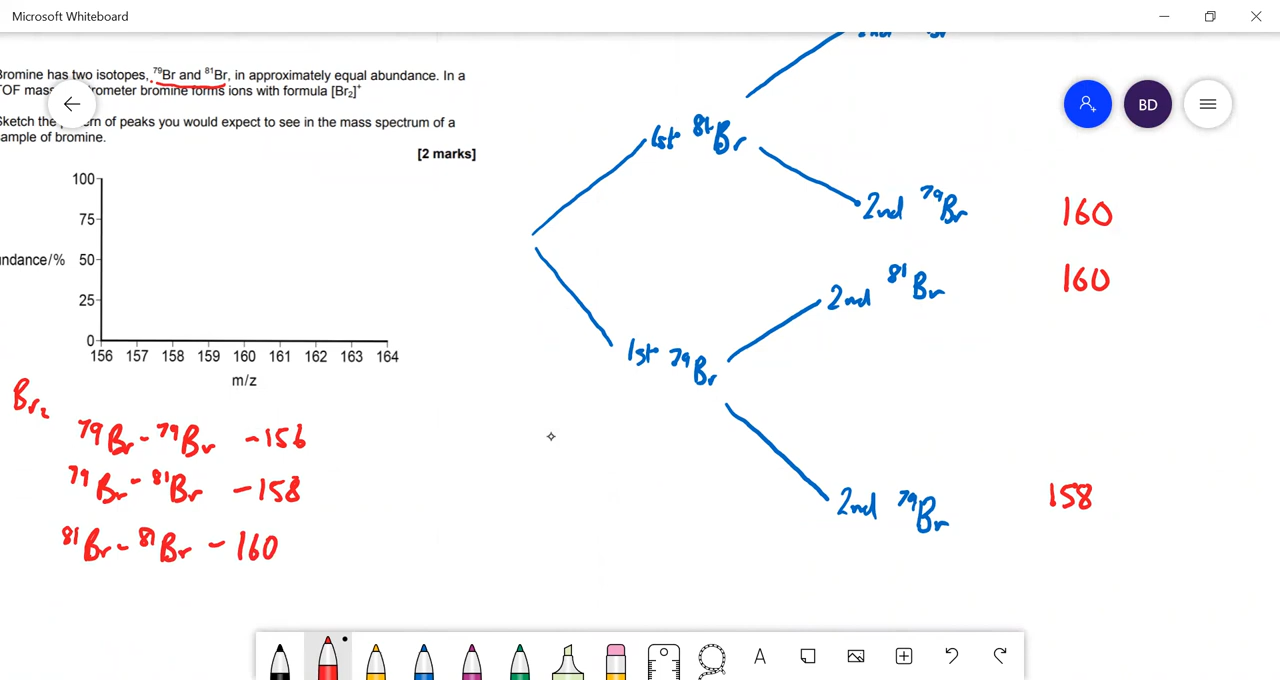 Microsoft Whiteboard
Bromine has two isotopes, ⁷⁹Br and ⁸¹Br, in approximately equal abundance. In a
TOF mass bromine forms ions with formula [Br₂]⁺
Sketch the of peaks you would expect to see in the mass spectrum of a
sample of bromine.
[2 marks]
100
75
50
25
0
156 157 158 159 160 161 162 163 164
m/z
Br₂
⁷⁹Br - ⁷⁹Br - 156
⁷⁹Br - ⁸¹Br - 158
⁸¹Br - ⁸¹Br - 160
1st ⁸¹Br
2nd ⁷⁹Br 160
2nd ⁸¹Br 160
1st ⁷⁹Br
2nd ⁷⁹Br 158
BD
A